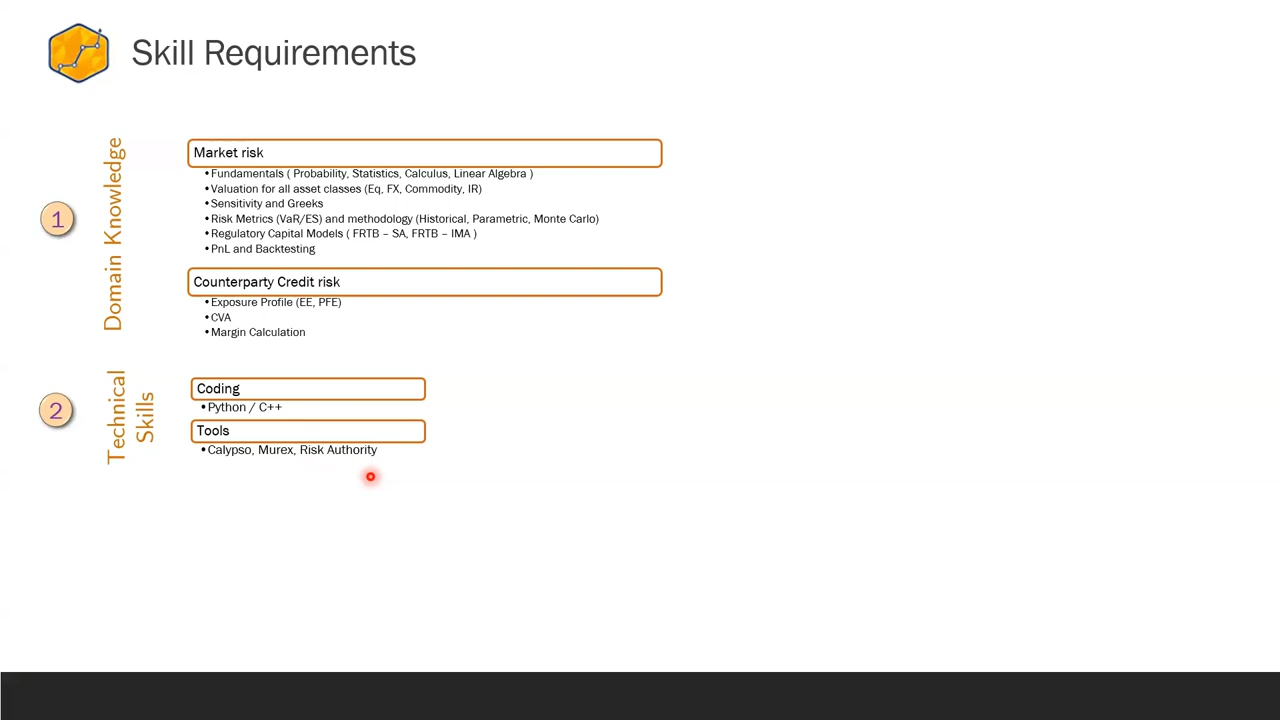 Skill Requirements
1
Domain Knowledge
Market risk
•Fundamentals ( Probability, Statistics, Calculus, Linear Algebra )
•Valuation for all asset classes (Eq, FX, Commodity, IR)
•Sensitivity and Greeks
•Risk Metrics (VaR/ES) and methodology (Historical, Parametric, Monte Carlo)
•Regulatory Capital Models ( FRTB – SA, FRTB – IMA )
•PnL and Backtesting
Counterparty Credit risk
•Exposure Profile (EE, PFE)
•CVA
•Margin Calculation
2
Technical
Skills
Coding
•Python / C++
Tools
•Calypso, Murex, Risk Authority